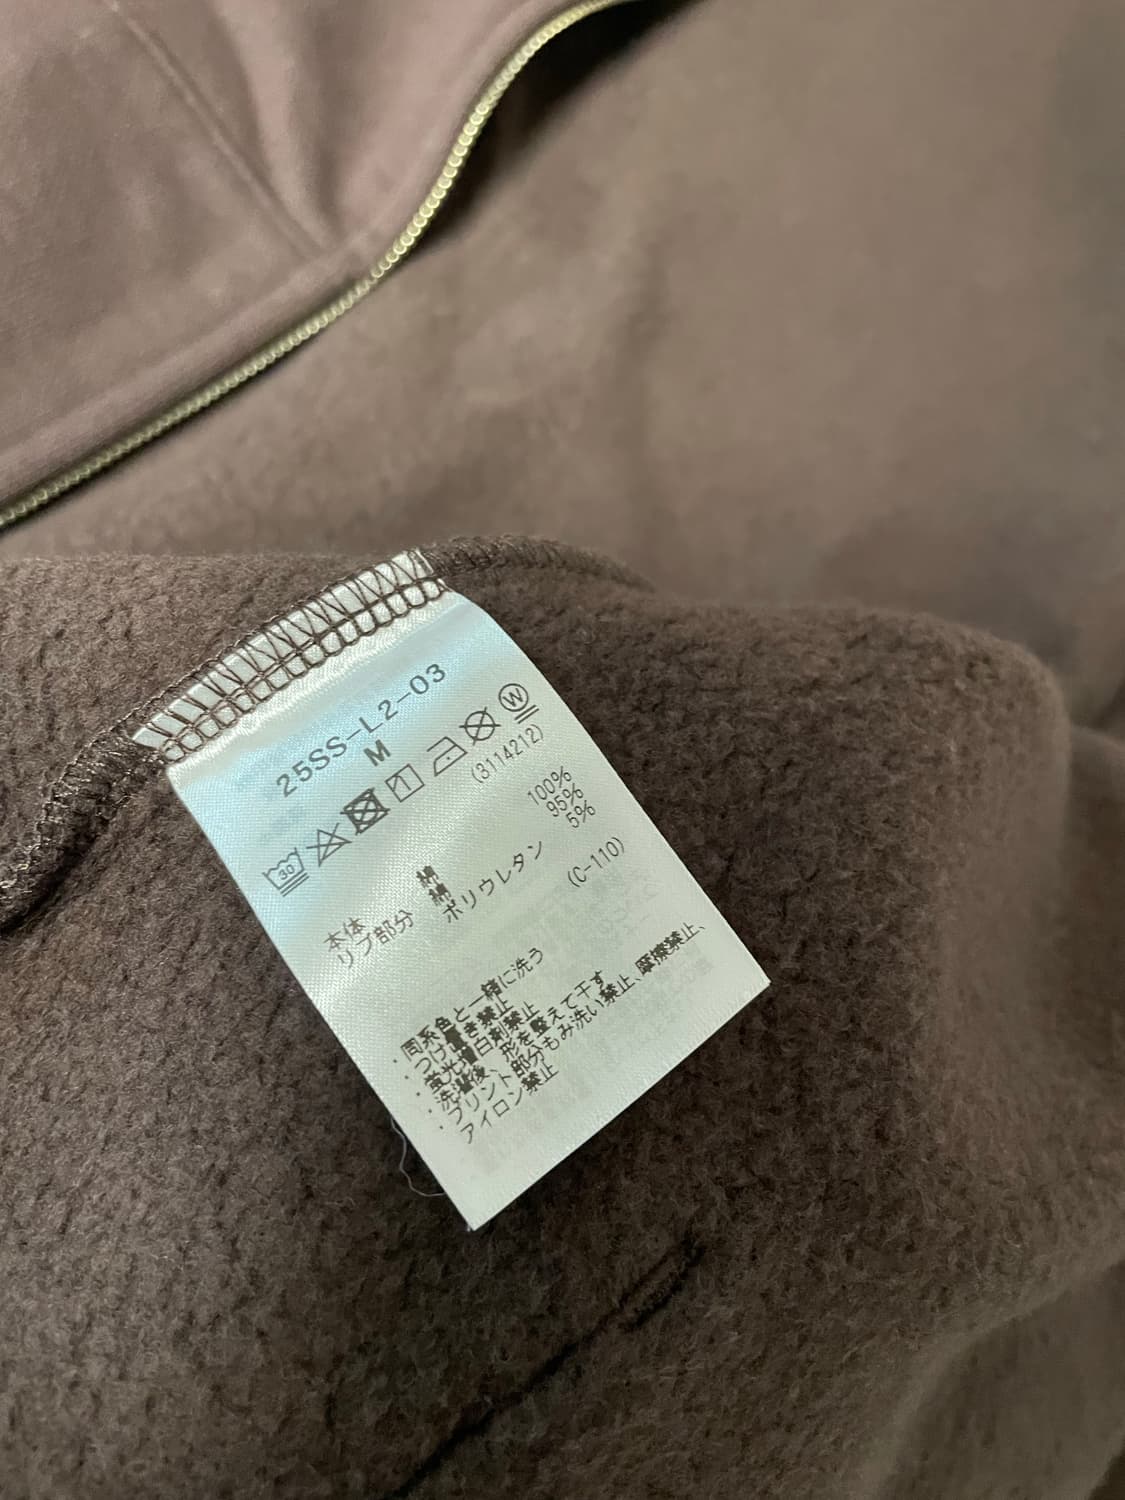 25SS-L2-03
M
30 W
(3114212)
本体 綿 100%
リブ部分 綿 95%
ポリウレタン 5%
(C-110)
・同系色と一緒に洗う
・つけ置き禁止
・蛍光増白剤禁止
・洗濯後、形を整えて干す
・プリント部分もみ洗い禁止、摩擦禁止、
アイロン禁止